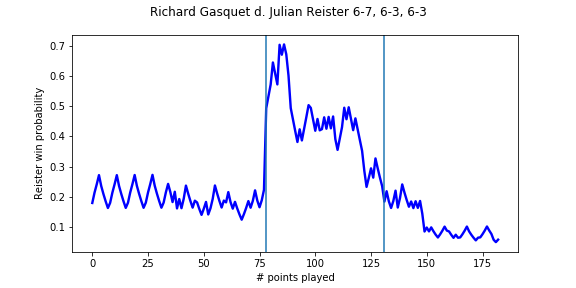 Richard Gasquet d. Julian Reister 6-7, 6-3, 6-3
Reister win probability
0.7
0.6
0.5
0.4
0.3
0.2
0.1
0 25 50 75 100 125 150 175
# points played